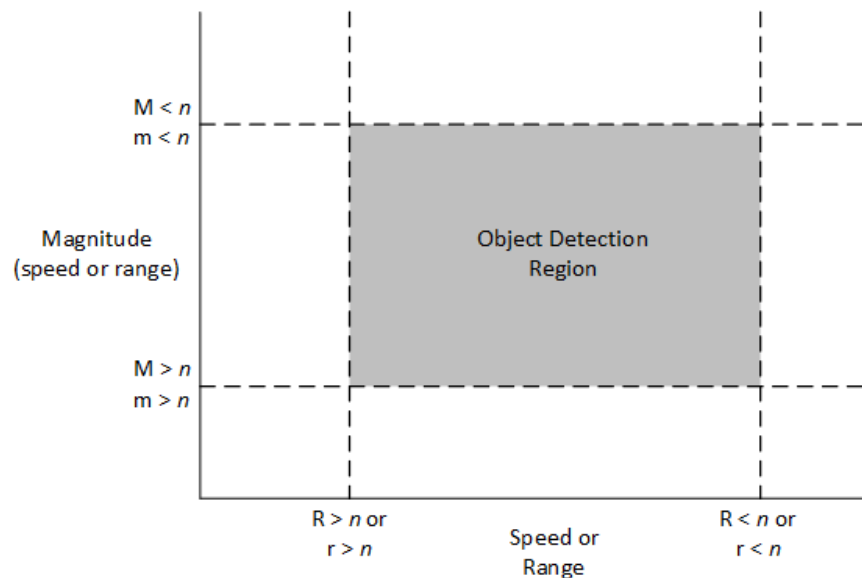 M < n
m < n
Magnitude
(speed or range)
Object Detection
Region
M > n
m > n
R > n or
r > n
Speed or
Range
R < n or
r < n